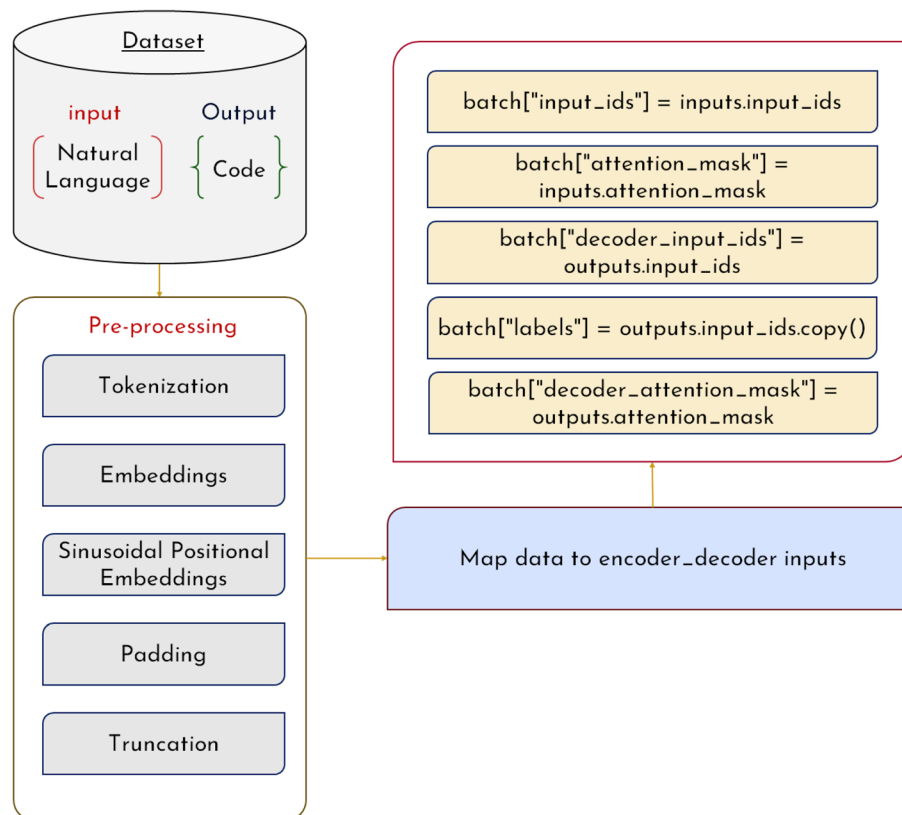 Dataset
input
Output
Natural
Language
Code
Pre-processing
Tokenization
Embeddings
Sinusoidal Positional
Embeddings
Padding
Truncation
Map data to encoder_decoder inputs
batch["input_ids"] = inputs.input_ids
batch["attention_mask"] =
inputs.attention_mask
batch["decoder_input_ids"] =
outputs.input_ids
batch["labels"] = outputs.input_ids.copy()
batch["decoder_attention_mask"] =
outputs.attention_mask